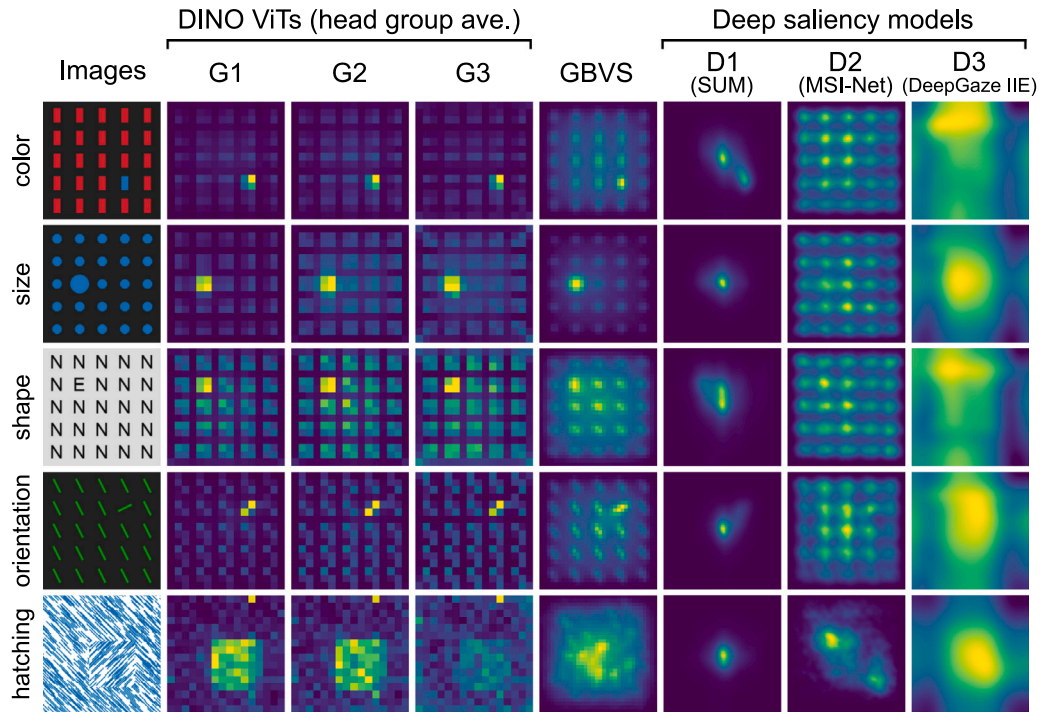 DINO ViTs (head group ave.)
Deep saliency models
Images
G1
G2
G3
GBVS
D1
(SUM)
D2
(MSI-Net)
D3
(DeepGaze IIE)
color
size
shape
N N N N N
N E N N N
N N N N N
N N N N N
N N N N N
orientation
hatching